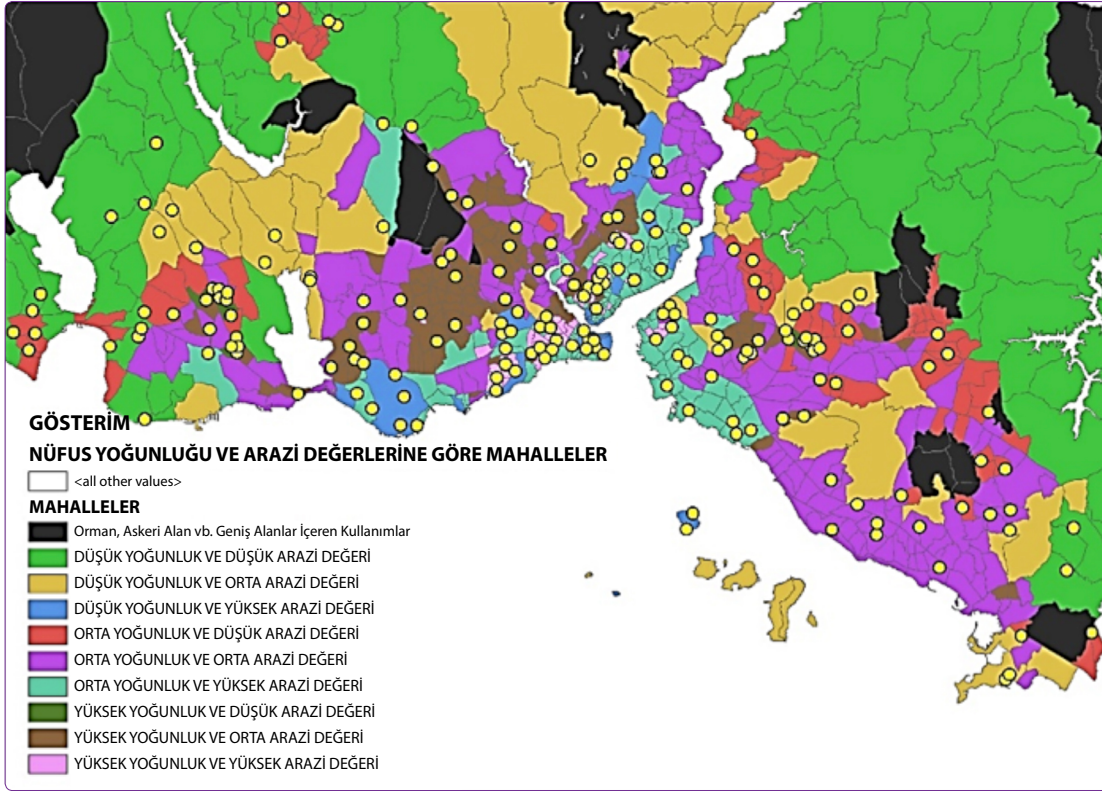 GÖSTERİM
NÜFUS YOĞUNLUĞU VE ARAZİ DEĞERLERİNE GÖRE MAHALLELER
<all other values>
MAHALLELER
Orman, Askeri Alan vb. Geniş Alanlar İçeren Kullanımlar
DÜŞÜK YOĞUNLUK VE DÜŞÜK ARAZİ DEĞERİ
DÜŞÜK YOĞUNLUK VE ORTA ARAZİ DEĞERİ
DÜŞÜK YOĞUNLUK VE YÜKSEK ARAZİ DEĞERİ
ORTA YOĞUNLUK VE DÜŞÜK ARAZİ DEĞERİ
ORTA YOĞUNLUK VE ORTA ARAZİ DEĞERİ
ORTA YOĞUNLUK VE YÜKSEK ARAZİ DEĞERİ
YÜKSEK YOĞUNLUK VE DÜŞÜK ARAZİ DEĞERİ
YÜKSEK YOĞUNLUK VE ORTA ARAZİ DEĞERİ
YÜKSEK YOĞUNLUK VE YÜKSEK ARAZİ DEĞERİ